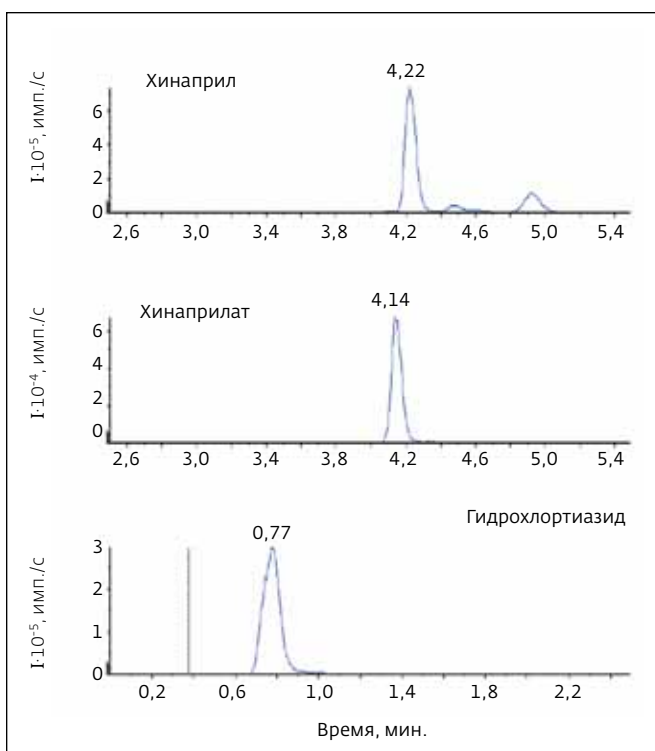 Хинаприл
4,22
I·10⁻⁵, имп./с
6
4
2
0
2,6 3,0 3,4 3,8 4,2 4,6 5,0 5,4
Хинаприлат
4,14
I·10⁻⁴, имп./с
6
4
2
0
2,6 3,0 3,4 3,8 4,2 4,6 5,0 5,4
Гидрохлортиазид
0,77
I·10⁻⁵, имп./с
3
2
1
0
0,2 0,6 1,0 1,4 1,8 2,2
Время, мин.